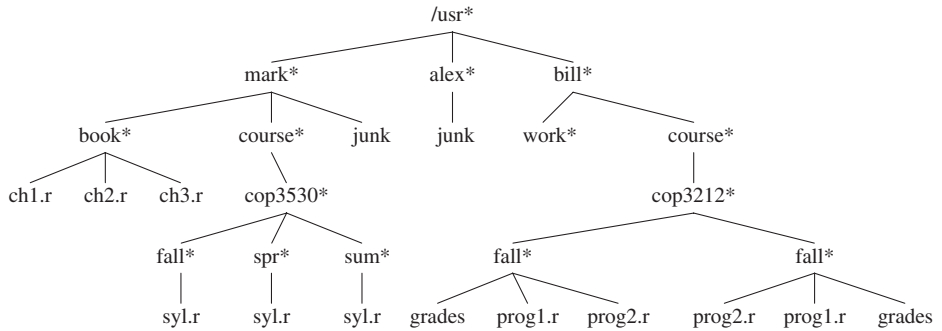 /usr*
mark* alex* bill*
book* course* junk junk work* course*
ch1.r ch2.r ch3.r cop3530* cop3212*
fall* spr* sum* fall* fall*
syl.r syl.r syl.r grades prog1.r prog2.r prog2.r prog1.r grades